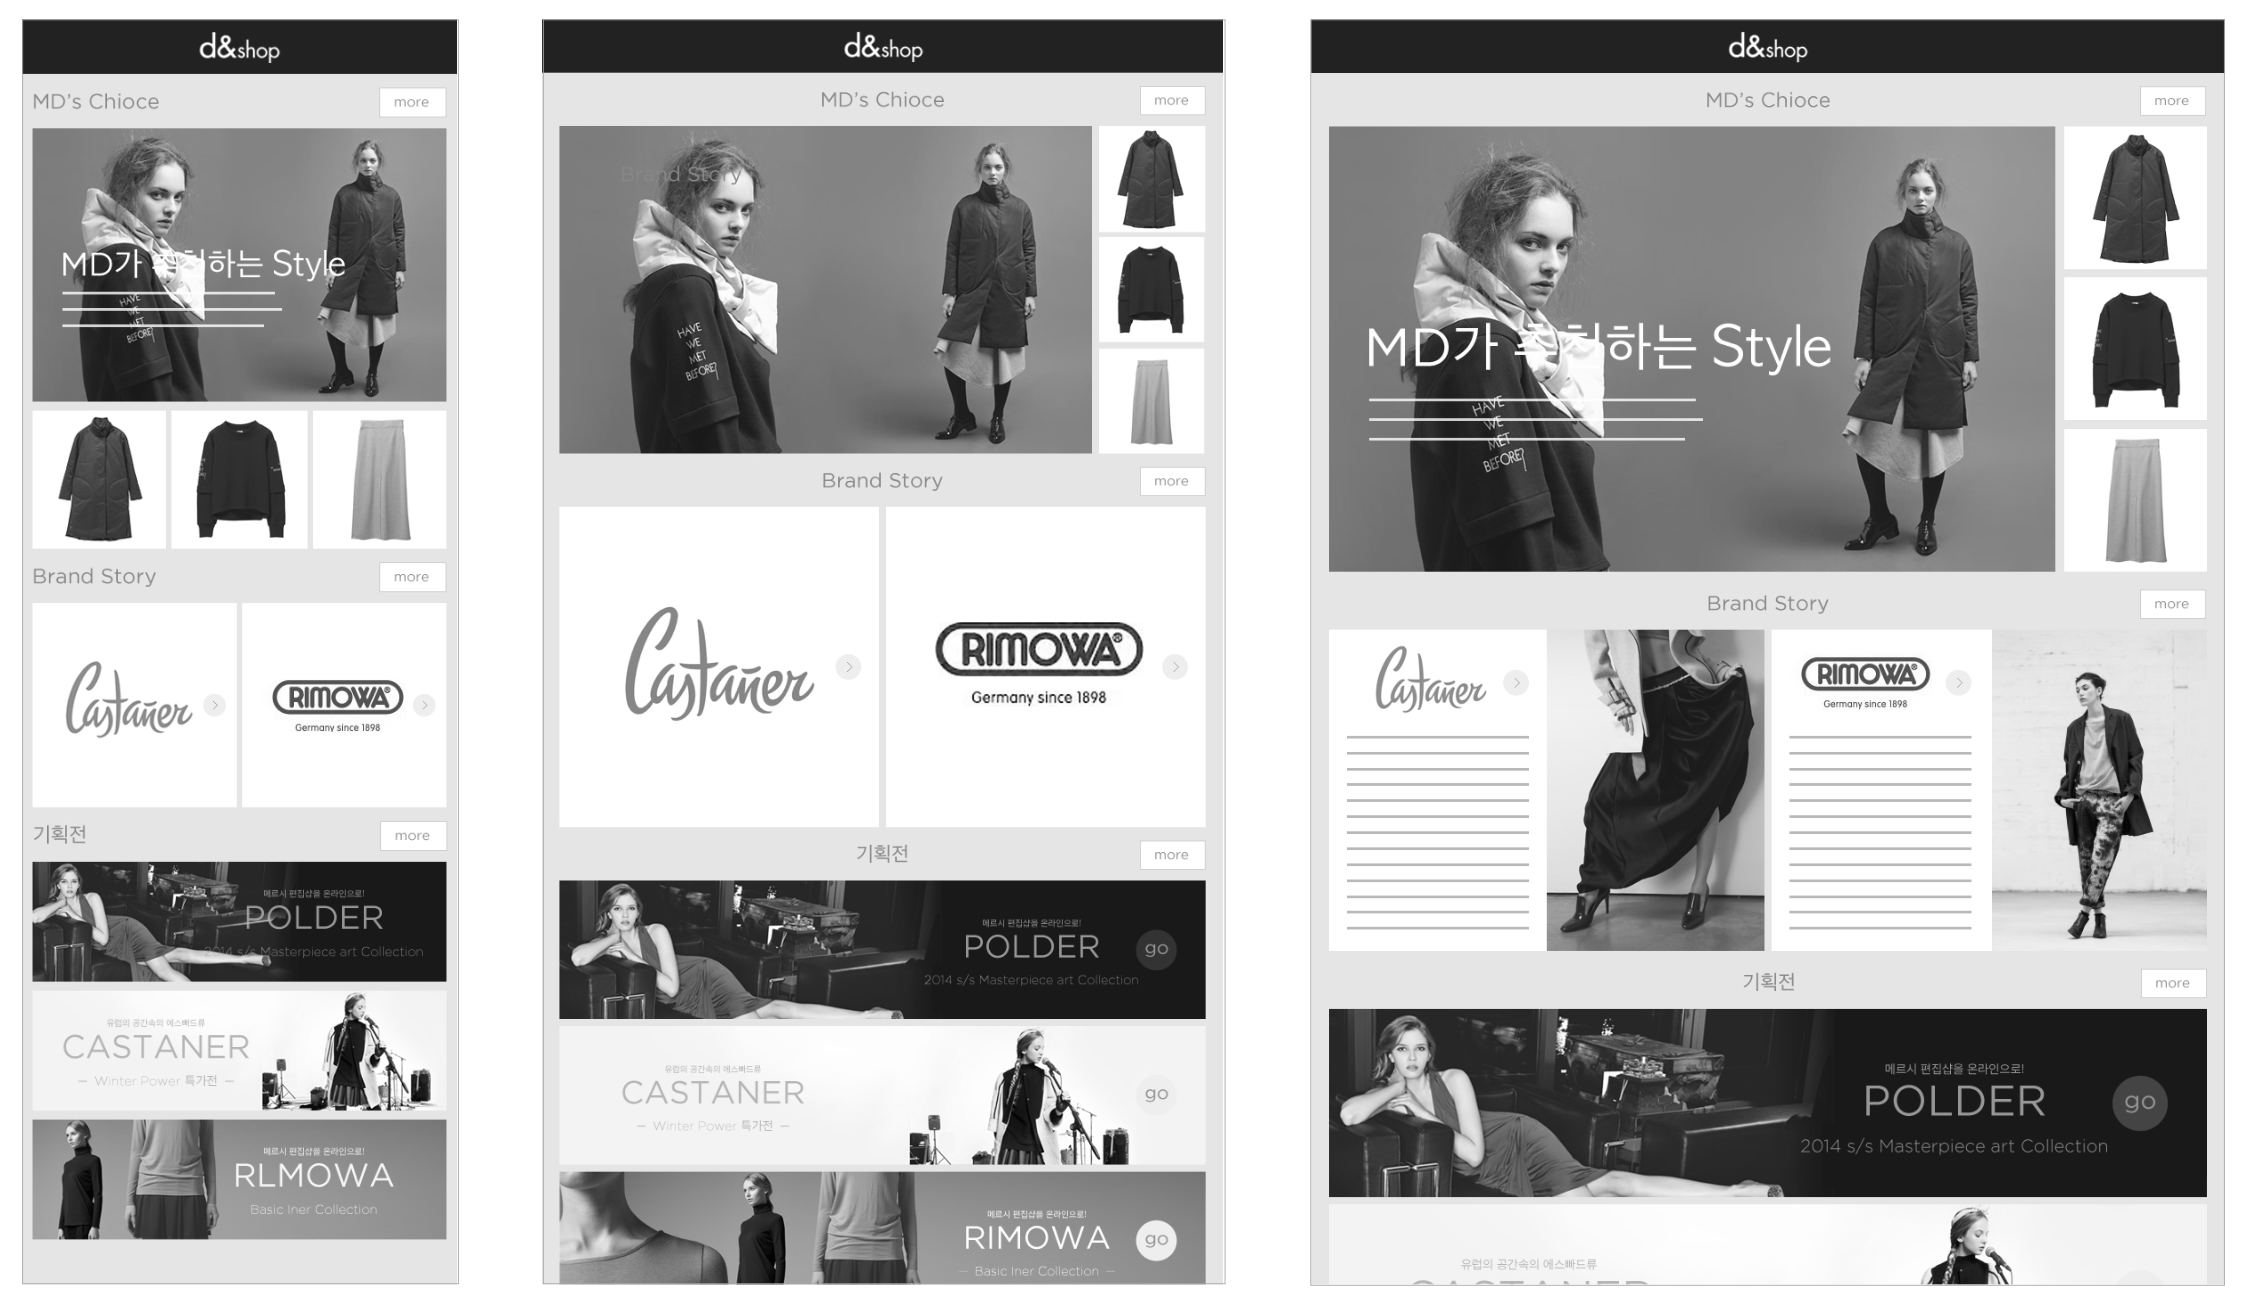 d&shop
MD's Chioce
more
MD가 추천하는 Style
HAVE
WE
MET
BEFORE?
Brand Story
more
Castañer
RIMOWA®
Germany since 1898
기획전
more
메르시 편집샵을 온라인으로!
POLDER
2014 s/s Masterpiece art Collection
유럽의 공간속의 에스빠드류
CASTANER
— Winter Power 특가전 —
메르시 편집샵을 온라인으로!
RLMOWA
Basic Iner Collection
d&shop
MD's Chioce
more
Brand Story
HAVE
WE
MET
BEFORE?
Brand Story
more
Castañer
RIMOWA®
Germany since 1898
기획전
more
메르시 편집샵을 온라인으로!
POLDER
go
2014 s/s Masterpiece art Collection
유럽의 공간속의 에스빠드류
CASTANER
go
— Winter Power 특가전 —
메르시 편집샵을 온라인으로!
RIMOWA
go
— Basic Iner Collection —
d&shop
MD's Chioce
more
MD가 추천하는 Style
HAVE
WE
MET
BEFORE?
Brand Story
more
Castañer
RIMOWA®
Germany since 1898
기획전
more
메르시 편집샵을 온라인으로!
POLDER
go
2014 s/s Masterpiece art Collection
유럽의 공간속의 에스빠드류
CASTANER